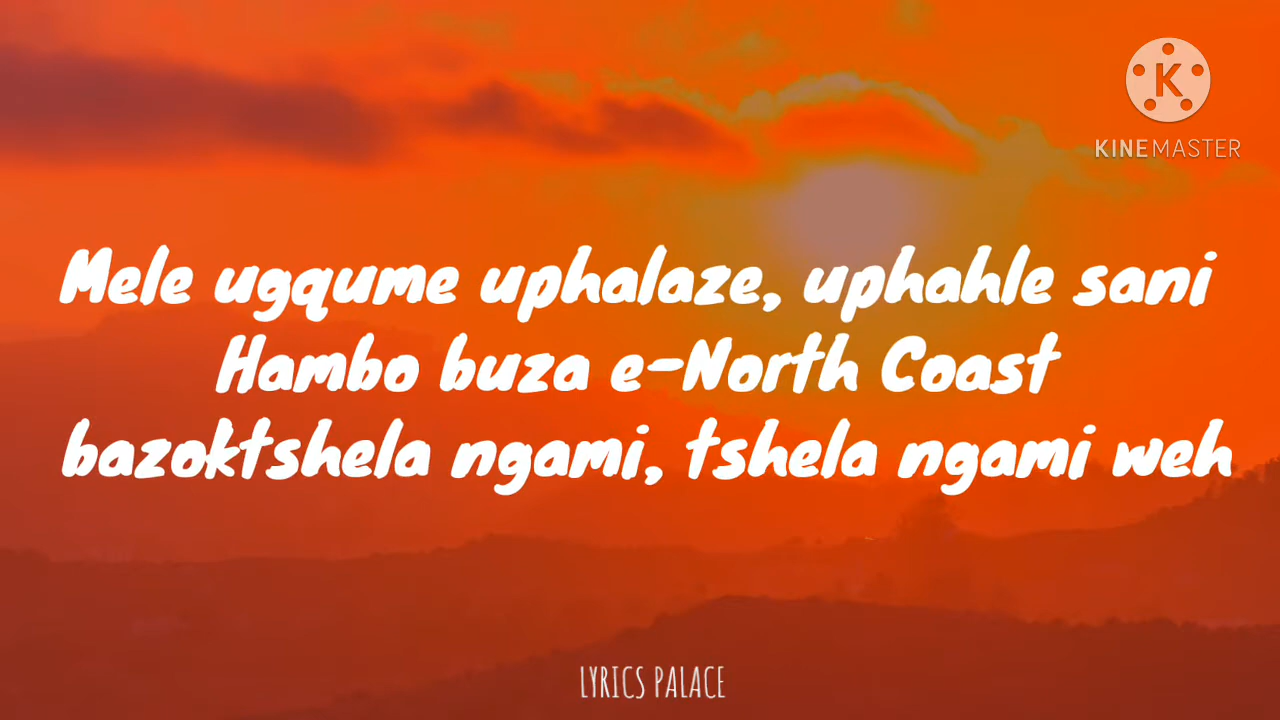 K
KINEMASTER
Mele ugqume uphalaze, uphahle sani
Hambo buza e-North Coast
bazoktshela ngami, tshela ngami weh
LYRICS PALACE